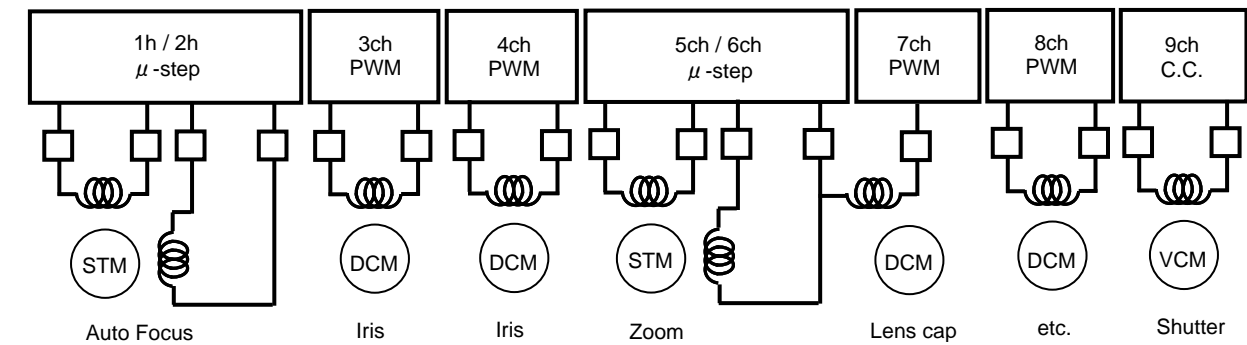 1h / 2h
μ-step
3ch
PWM
4ch
PWM
5ch / 6ch
μ-step
7ch
PWM
8ch
PWM
9ch
C.C.
STM
DCM
DCM
STM
DCM
DCM
VCM
Auto Focus
Iris
Iris
Zoom
Lens cap
etc.
Shutter